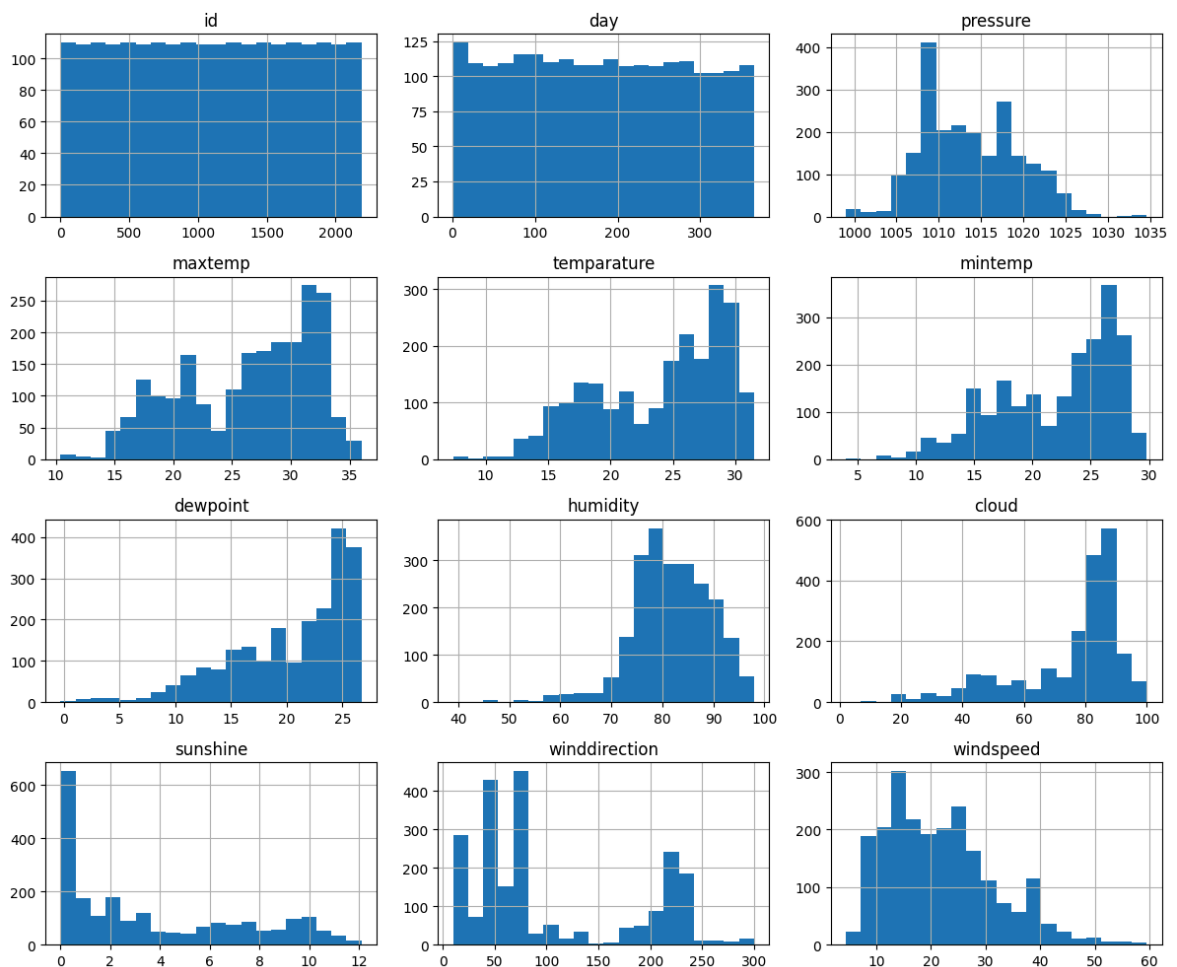 id day pressure
100 80 60 40 20 0
0 500 1000 1500 2000
125 100 75 50 25 0
0 100 200 300
400 300 200 100 0
1000 1005 1010 1015 1020 1025 1030 1035
maxtemp temparature mintemp
250 200 150 100 50 0
10 15 20 25 30 35
300 200 100 0
10 15 20 25 30
300 200 100 0
5 10 15 20 25 30
dewpoint humidity cloud
400 300 200 100 0
0 5 10 15 20 25
300 200 100 0
40 50 60 70 80 90 100
600 400 200 0
0 20 40 60 80 100
sunshine winddirection windspeed
600 400 200 0
0 2 4 6 8 10 12
400 300 200 100 0
0 50 100 150 200 250 300
300 200 100 0
10 20 30 40 50 60